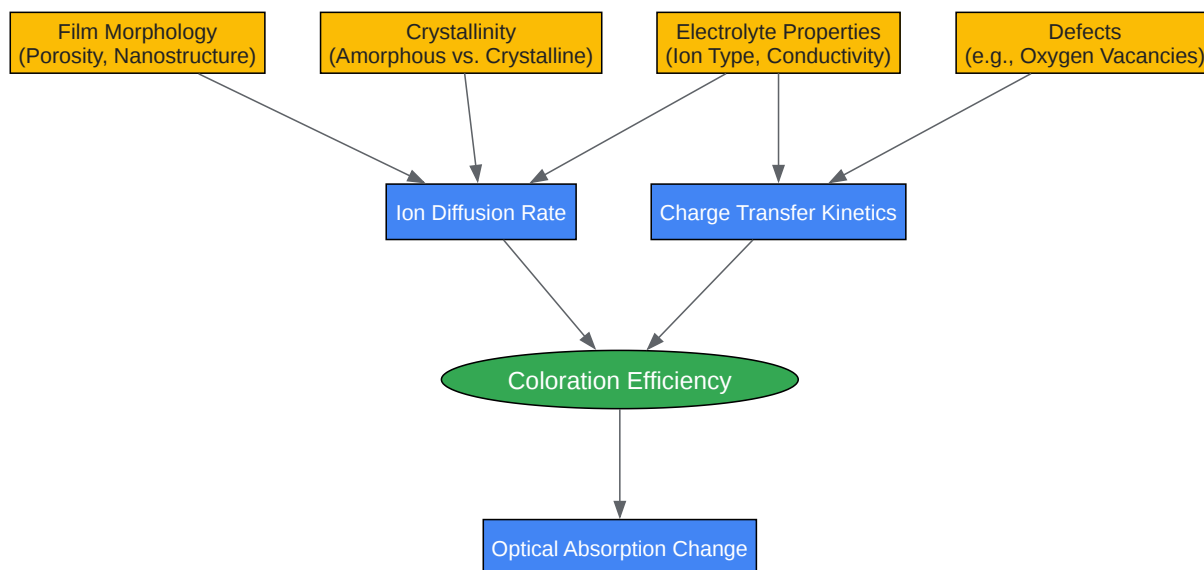 Film Morphology
(Porosity, Nanostructure)
Crystallinity
(Amorphous vs. Crystalline)
Electrolyte Properties
(Ion Type, Conductivity)
Defects
(e.g., Oxygen Vacancies)
Ion Diffusion Rate
Charge Transfer Kinetics
Coloration Efficiency
Optical Absorption Change